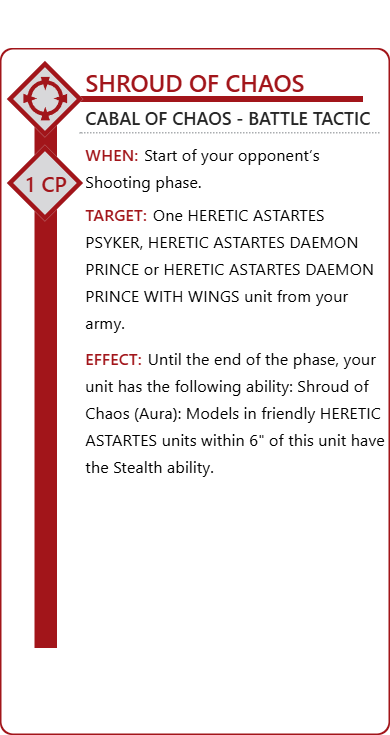 SHROUD OF CHAOS
CABAL OF CHAOS - BATTLE TACTIC
1 CP
WHEN: Start of your opponent’s
Shooting phase.
TARGET: One HERETIC ASTARTES
PSYKER, HERETIC ASTARTES DAEMON
PRINCE or HERETIC ASTARTES DAEMON
PRINCE WITH WINGS unit from your
army.
EFFECT: Until the end of the phase, your
unit has the following ability: Shroud of
Chaos (Aura): Models in friendly HERETIC
ASTARTES units within 6" of this unit have
the Stealth ability.